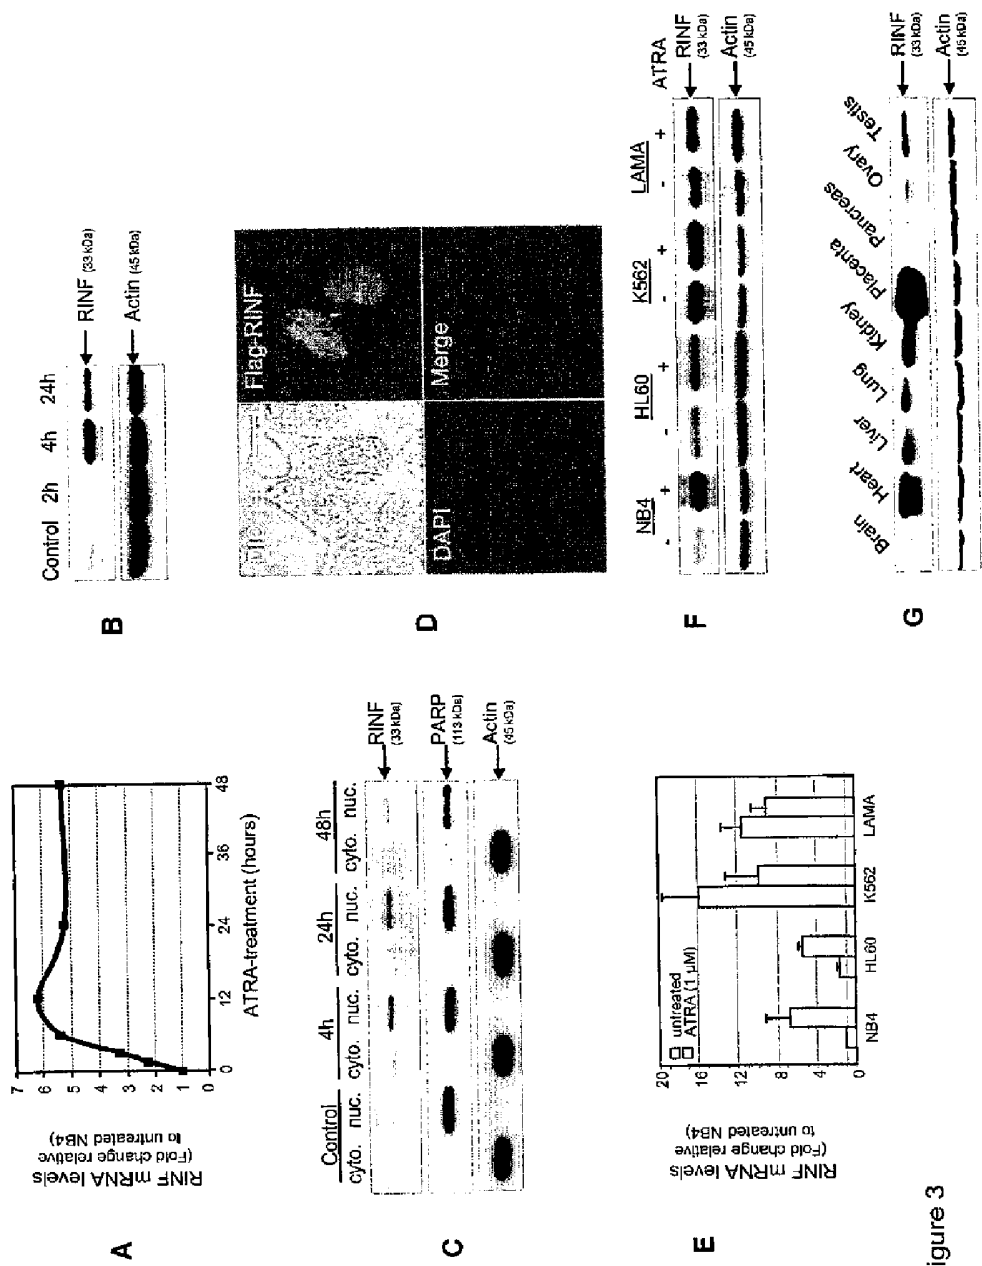 A
RINF mRNA levels
(Fold change relative
to untreated NB4)
7
6
5
4
3
2
1
0
0
12
24
36
48
ATRA-treatment (hours)
B
Control 2h 4h 24h
RINF (33 kDa)
Actin (45 kDa)
C
Control 4h 24h 48h
cyto. nuc. cyto. nuc. cyto. nuc. cyto. nuc.
RINF
(33 kDa)
PARP
(113 kDa)
Actin
(45 kDa)
D
Flag-RINF
DAPI
Merge
E
RINF mRNA levels
(Fold change relative
to untreated NB4)
20
16
12
8
4
0
untreated
ATRA (1 µM)
NB4 HL60 K562 LAMA
F
NB4 HL60 K562 LAMA
- + - + - + - + ATRA
RINF
(33 kDa)
Actin
(45 kDa)
G
Brain Heart Liver Lung Kidney Placenta Pancreas Ovary Testis
RINF
(33 kDa)
Actin
(45 kDa)
igure 3